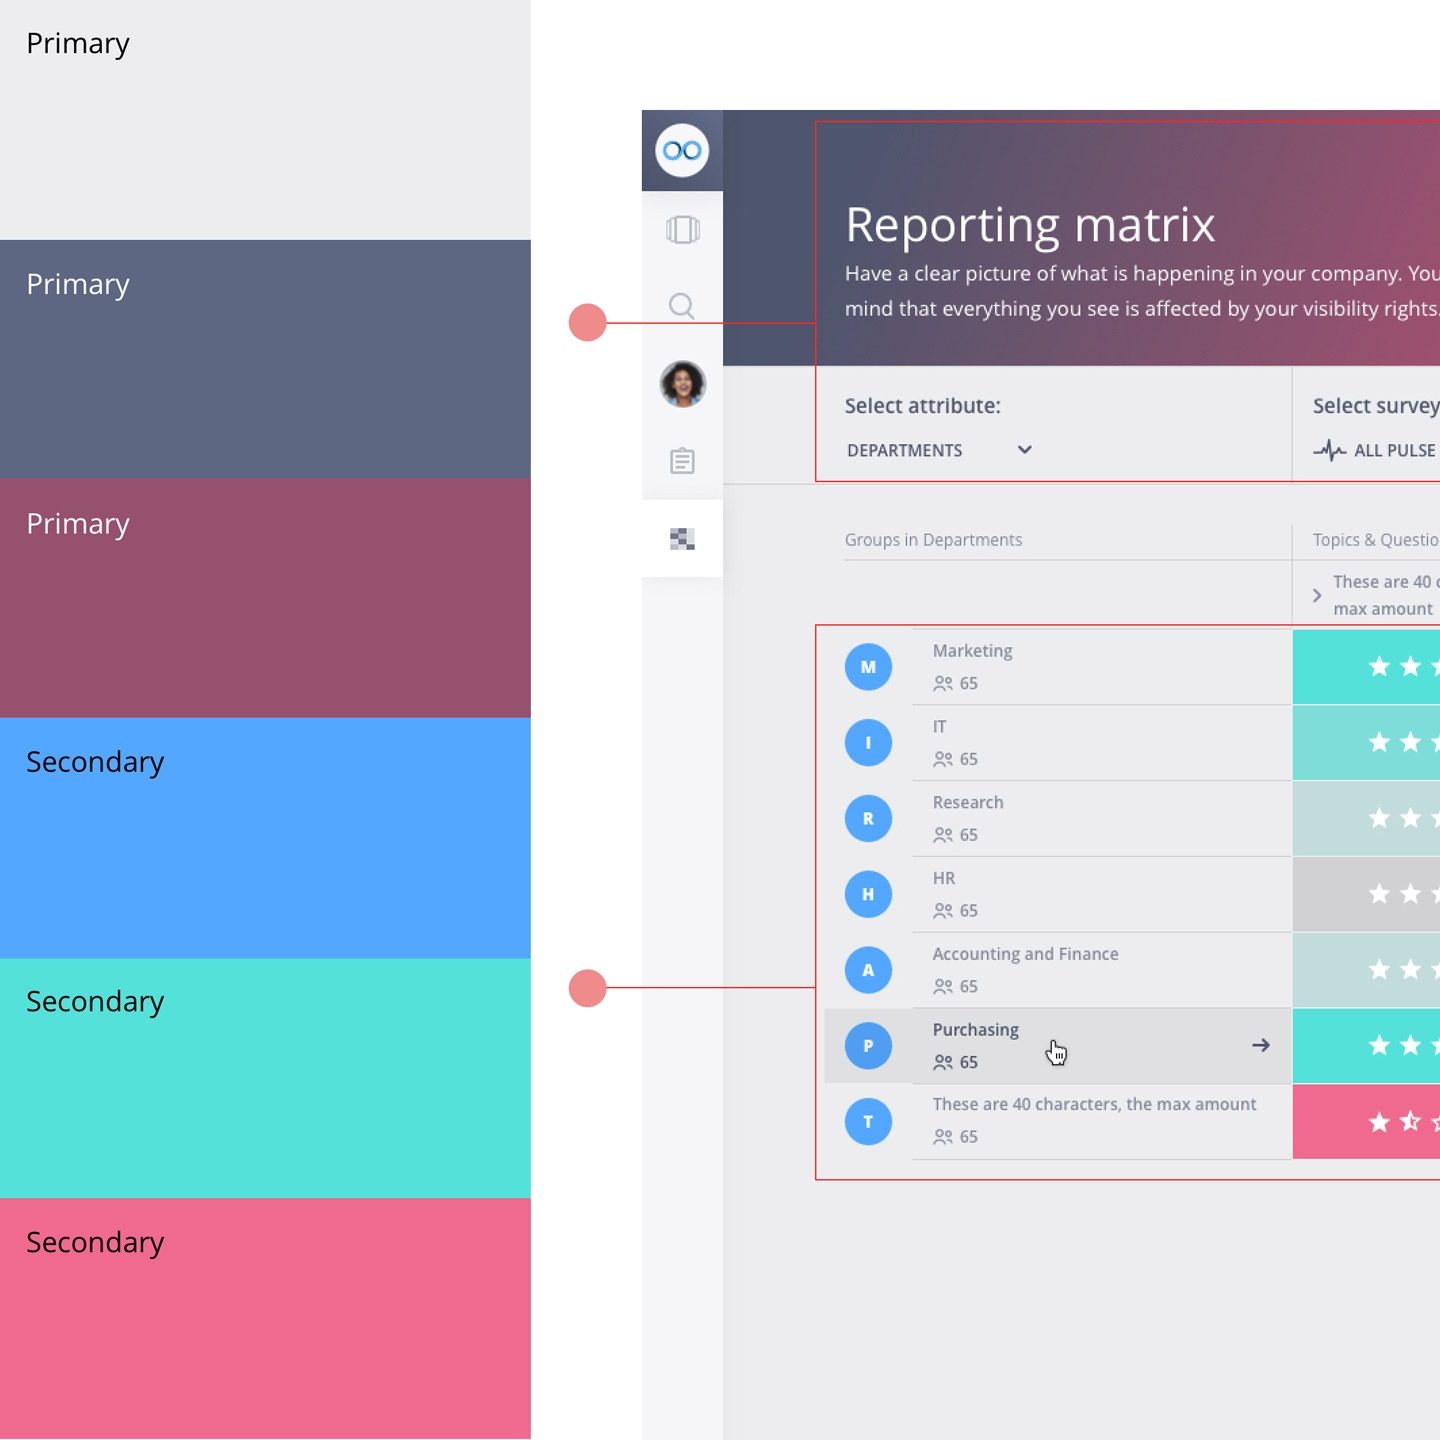 Primary
Primary
Primary
Secondary
Secondary
Secondary
Reporting matrix
Have a clear picture of what is happening in your company. You
mind that everything you see is affected by your visibility rights.
Select attribute:
DEPARTMENTS
Select survey
ALL PULSE
Groups in Departments
Topics & Questio
These are 40 c
max amount
M
Marketing
65
I
IT
65
R
Research
65
H
HR
65
A
Accounting and Finance
65
P
Purchasing
65
T
These are 40 characters, the max amount
65